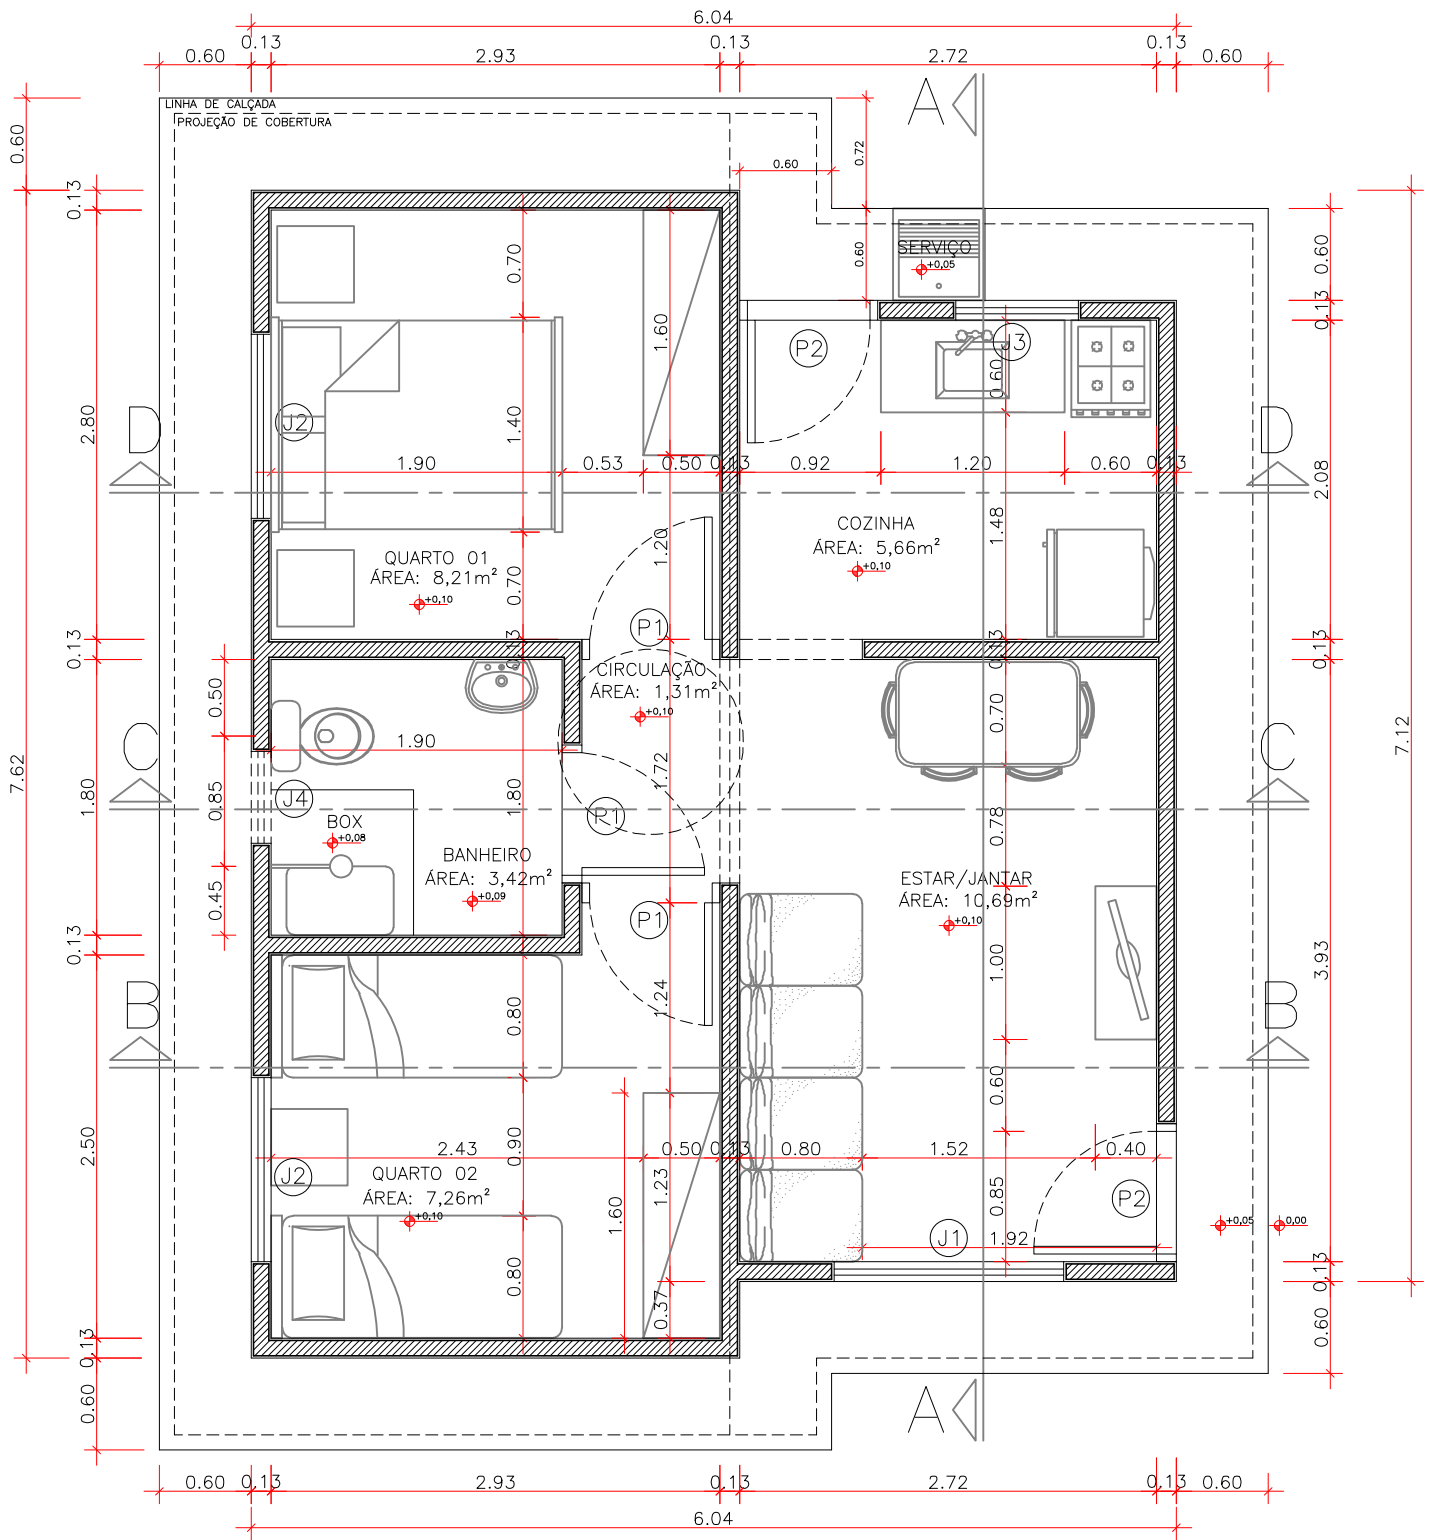 6.04
0.60
0.13
2.93
0.13
2.72
0.13
0.60
A
LINHA DE CALÇADA
PROJEÇÃO DE COBERTURA
0.60
0.13
0.72
0.60
0.60
SERVIÇO
+0,05
0.60
0.13
0.70
1.60
P2
J3
0.60
2.80
D
J2
1.40
D
1.90
0.53
0.50
0.13
0.92
1.20
0.60
0.13
2.08
QUARTO 01
ÁREA: 8,21m²
+0,10
0.70
1.20
COZINHA
ÁREA: 5,66m²
+0,10
1.48
P1
0.13
0.13
0.13
0.13
CIRCULAÇÃO
ÁREA: 1,31m²
+0,10
0.50
0.70
7.62
C
1.90
1.72
C
7.12
1.80
0.85
J4
1.80
P1
0.78
BOX
+0,08
BANHEIRO
ÁREA: 3,42m²
+0,09
0.45
P1
ESTAR/JANTAR
ÁREA: 10,69m²
+0,10
0.13
B
0.80
1.24
1.00
3.93
B
0.60
2.50
2.43
0.90
0.50
0.13
0.80
1.52
0.40
J2
QUARTO 02
ÁREA: 7,26m²
+0,10
1.60
1.23
0.85
P2
+0,05
0,00
J1
1.92
0.80
0.37
0.13
0.13
0.60
0.60
A
0.60
0.13
2.93
0.13
2.72
0.13
0.60
6.04